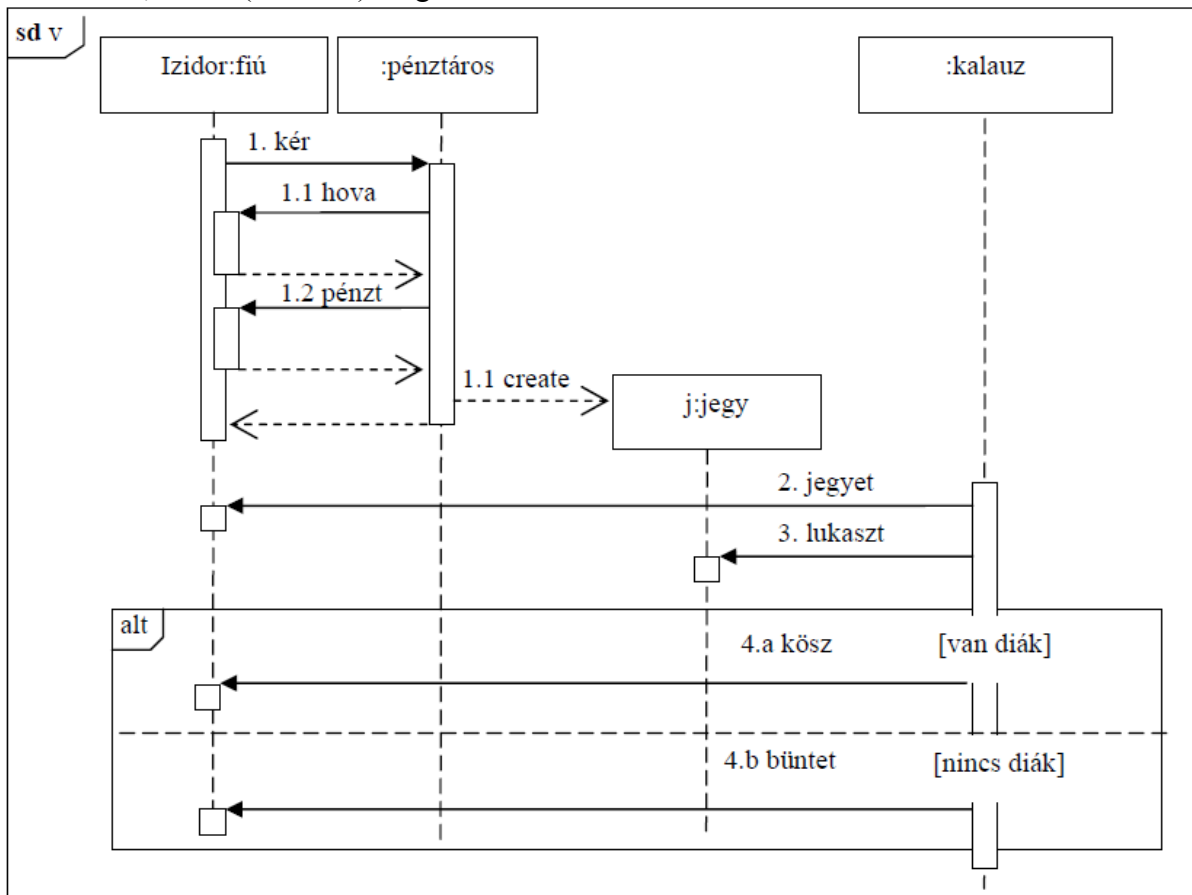 sd v
Izidor:fiú
:pénztáros
:kalauz
1. kér
1.1 hova
1.2 pénzt
1.1 create
j:jegy
2. jegyet
3. lukaszt
alt
4.a kösz
[van diák]
4.b büntet
[nincs diák]